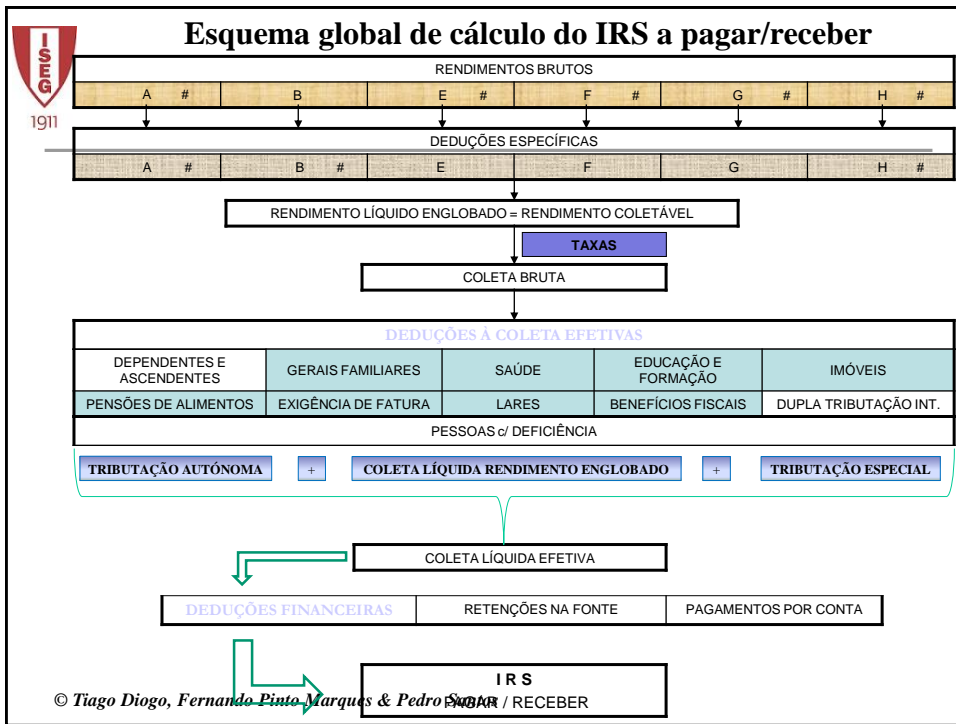 Esquema global de cálculo do IRS a pagar/receber
ISEG
1911
RENDIMENTOS BRUTOS
A # B E # F # G # H #
DEDUÇÕES ESPECÍFICAS
A # B # E F G H #
RENDIMENTO LÍQUIDO ENGLOBADO = RENDIMENTO COLETÁVEL
TAXAS
COLETA BRUTA
DEDUÇÕES À COLETA EFETIVAS
DEPENDENTES E
ASCENDENTES
GERAIS FAMILIARES
SAÚDE
EDUCAÇÃO E
FORMAÇÃO
IMÓVEIS
PENSÕES DE ALIMENTOS
EXIGÊNCIA DE FATURA
LARES
BENEFÍCIOS FISCAIS
DUPLA TRIBUTAÇÃO INT.
PESSOAS c/ DEFICIÊNCIA
TRIBUTAÇÃO AUTÓNOMA + COLETA LÍQUIDA RENDIMENTO ENGLOBADO + TRIBUTAÇÃO ESPECIAL
COLETA LÍQUIDA EFETIVA
DEDUÇÕES FINANCEIRAS
RETENÇÕES NA FONTE
PAGAMENTOS POR CONTA
I R S
PAGAR / RECEBER
© Tiago Diogo, Fernando Pinto Marques & Pedro